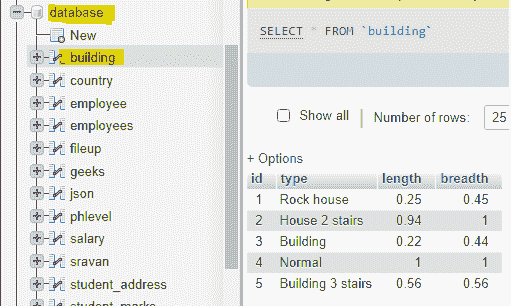 database
New
building
country
employee
employees
fileup
geeks
json
phlevel
salary
sravan
student_address
student_marks
SELECT * FROM `building`
Show all Number of rows: 25
+ Options
id type length breadth
1 Rock house 0.25 0.45
2 House 2 stairs 0.94 1
3 Building 0.22 0.44
4 Normal 1 1
5 Building 3 stairs 0.56 0.56